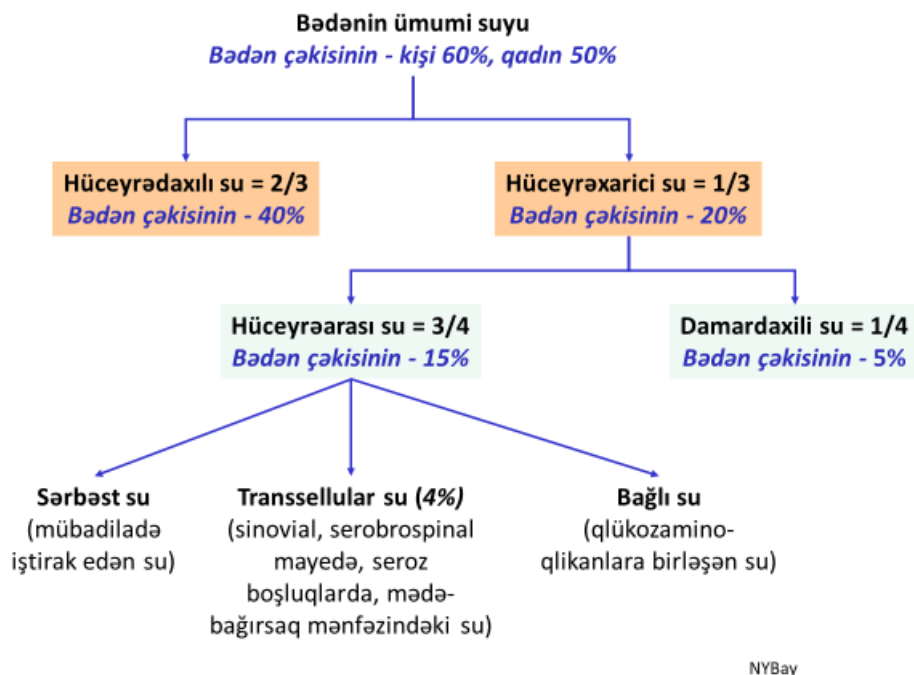 Bədənin ümumi suyu
Bədən çəkisinin - kişi 60%, qadın 50%
Hüceyrədaxılı su = 2/3
Bədən çəkisinin - 40%
Hüceyrəxarici su = 1/3
Bədən çəkisinin - 20%
Hüceyrəarası su = 3/4
Bədən çəkisinin - 15%
Damardaxili su = 1/4
Bədən çəkisinin - 5%
Sərbəst su
(mübadiladə
iştirak edən su)
Transsellular su (4%)
(sinovial, serobrospinal
mayedə, seroz
boşluqlarda, mədə-
bağırsaq mənfəzindəki su)
Bağlı su
(qlükozamino-
qlikanlara birləşən su)
NYBay